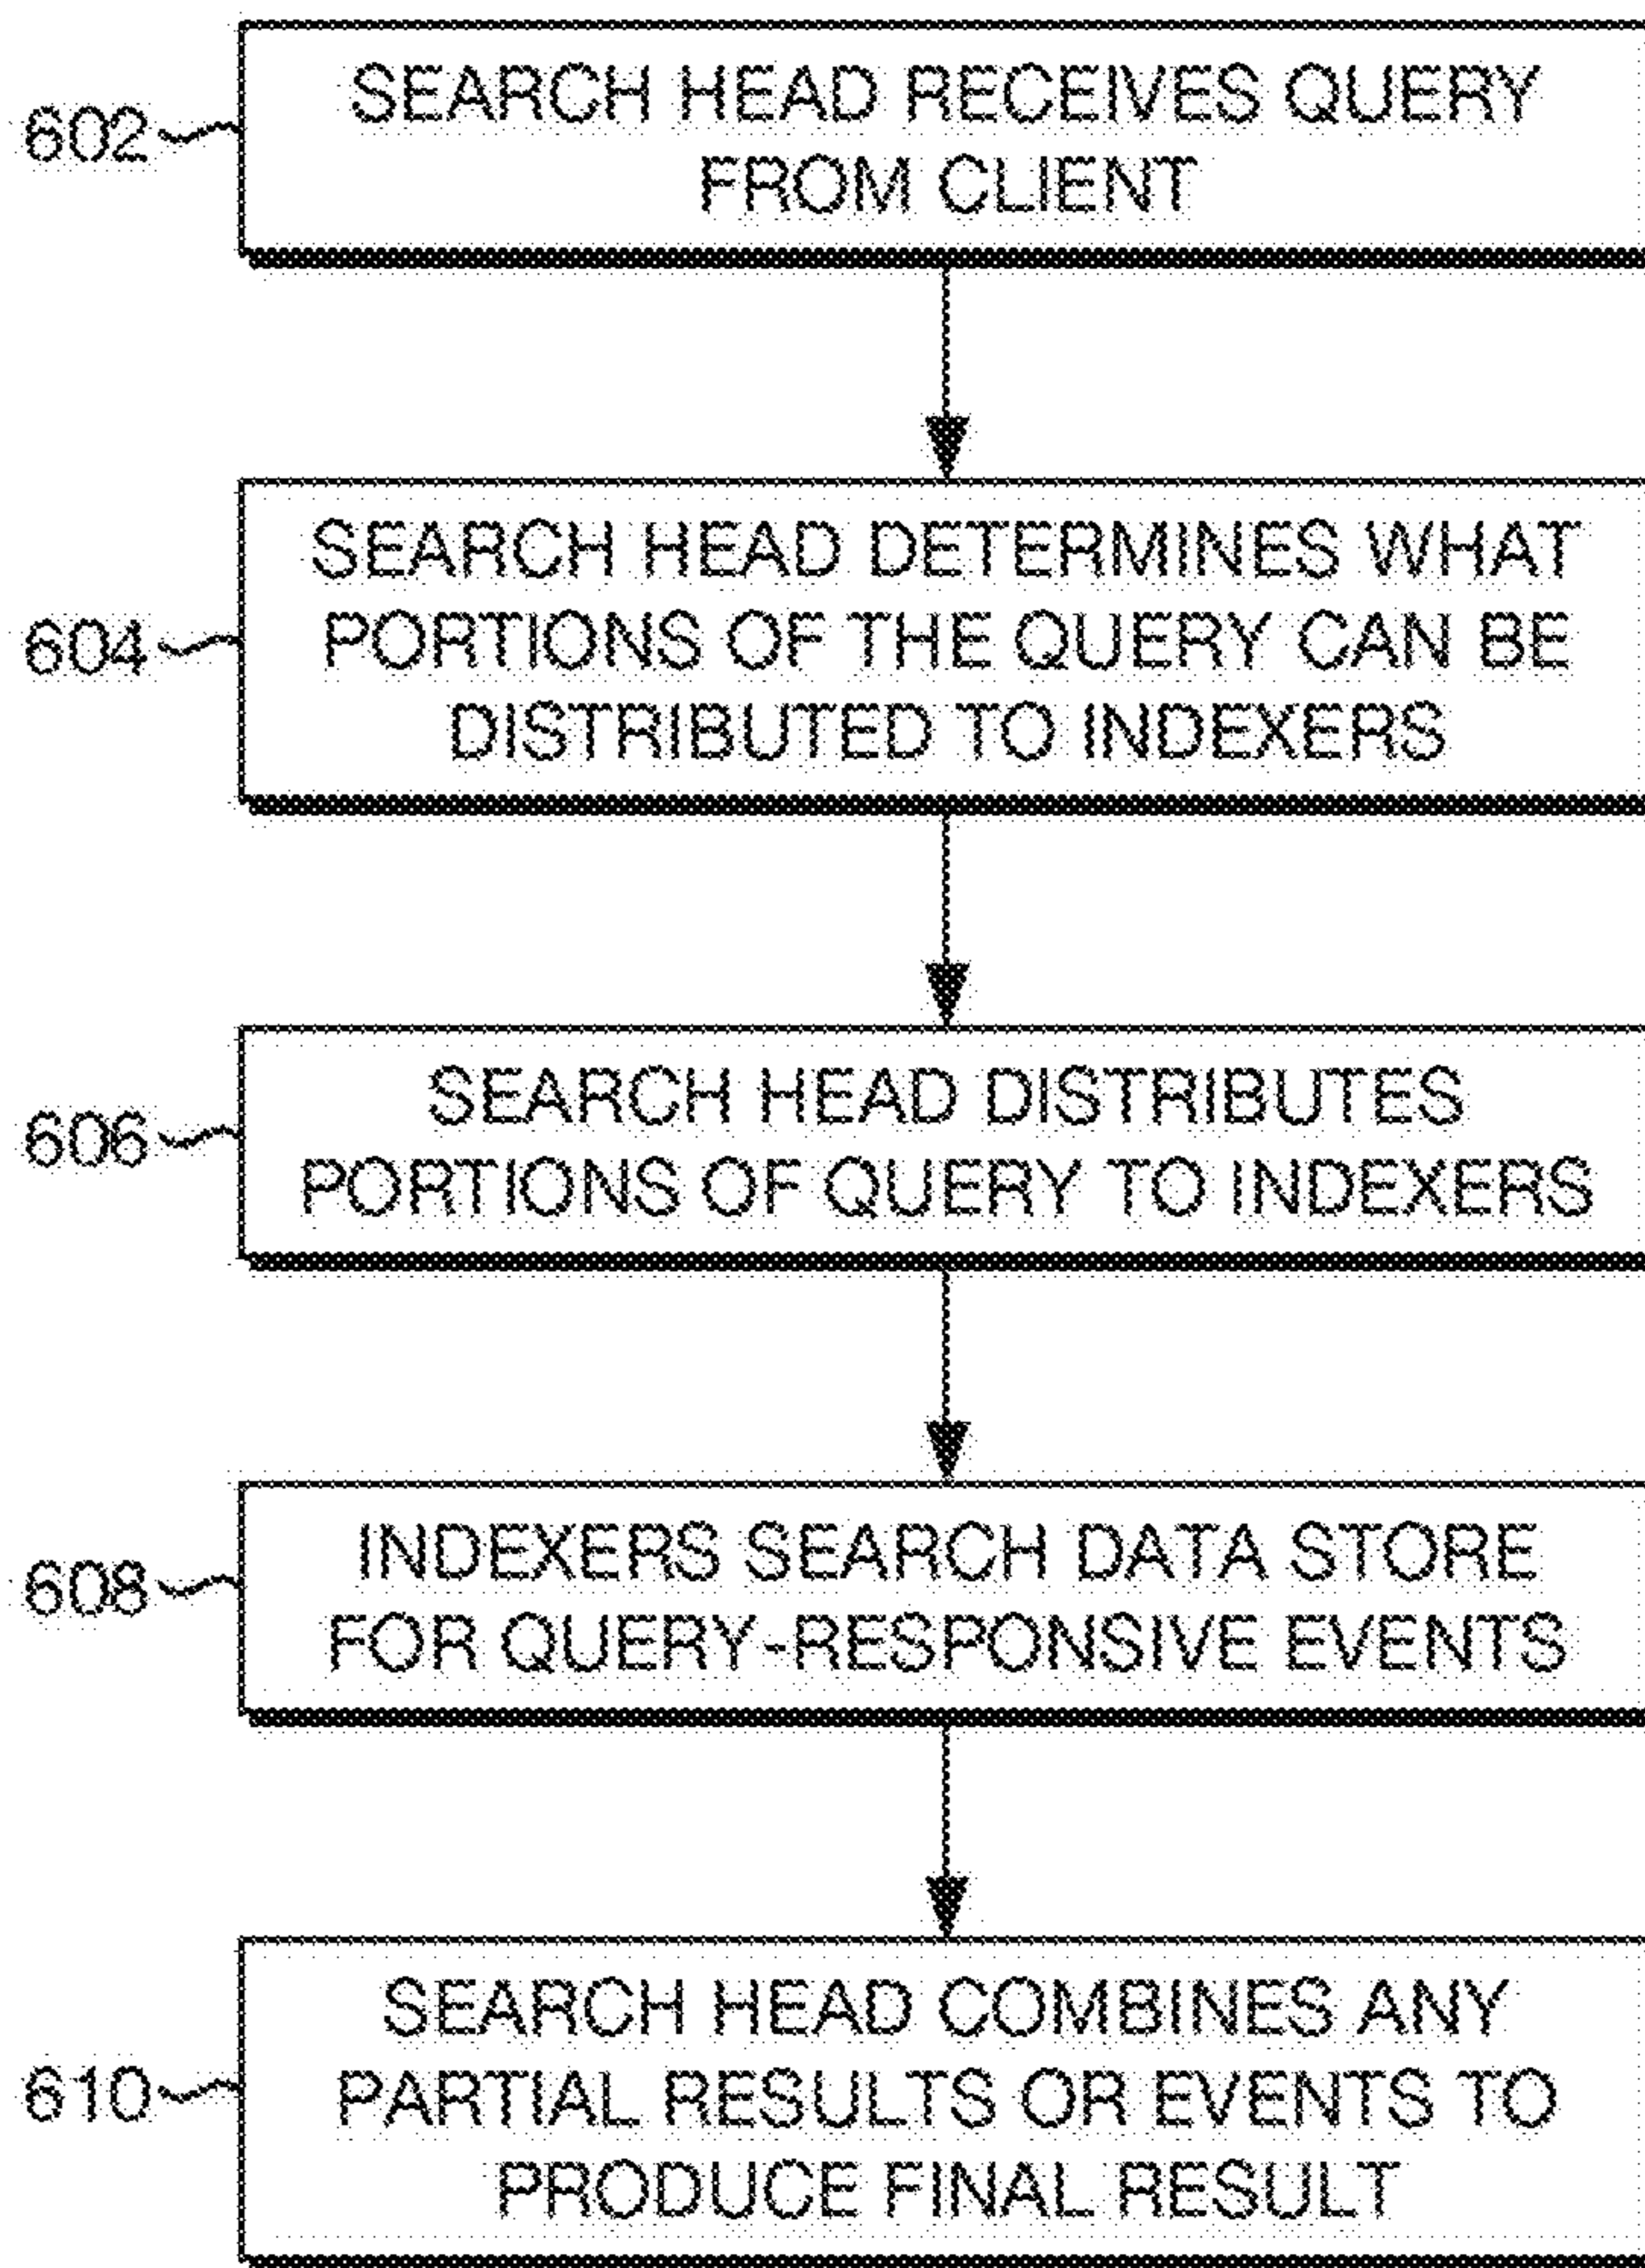 602
SEARCH HEAD RECEIVES QUERY
FROM CLIENT
604
SEARCH HEAD DETERMINES WHAT
PORTIONS OF THE QUERY CAN BE
DISTRIBUTED TO INDEXERS
606
SEARCH HEAD DISTRIBUTES
PORTIONS OF QUERY TO INDEXERS
608
INDEXERS SEARCH DATA STORE
FOR QUERY-RESPONSIVE EVENTS
610
SEARCH HEAD COMBINES ANY
PARTIAL RESULTS OR EVENTS TO
PRODUCE FINAL RESULT